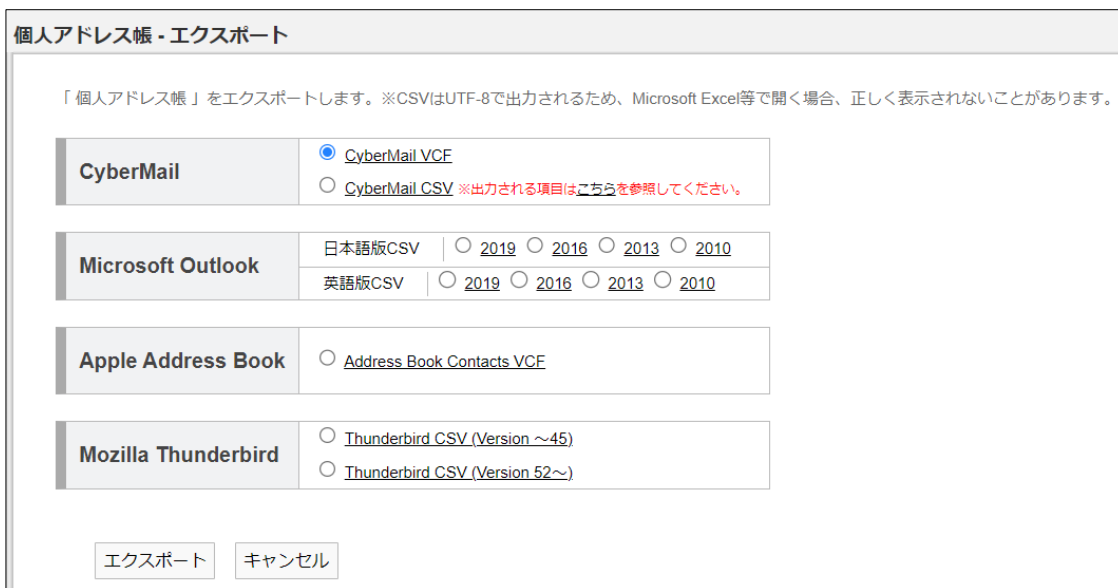 個人アドレス帳 - エクスポート
「 個人アドレス帳 」をエクスポートします。※CSVはUTF-8で出力されるため、Microsoft Excel等で開く場合、正しく表示されないことがあります。
CyberMail
CyberMail VCF
CyberMail CSV ※出力される項目はこちらを参照してください。
Microsoft Outlook
日本語版CSV 2019 2016 2013 2010
英語版CSV 2019 2016 2013 2010
Apple Address Book
Address Book Contacts VCF
Mozilla Thunderbird
Thunderbird CSV (Version ～45)
Thunderbird CSV (Version 52～)
エクスポート キャンセル